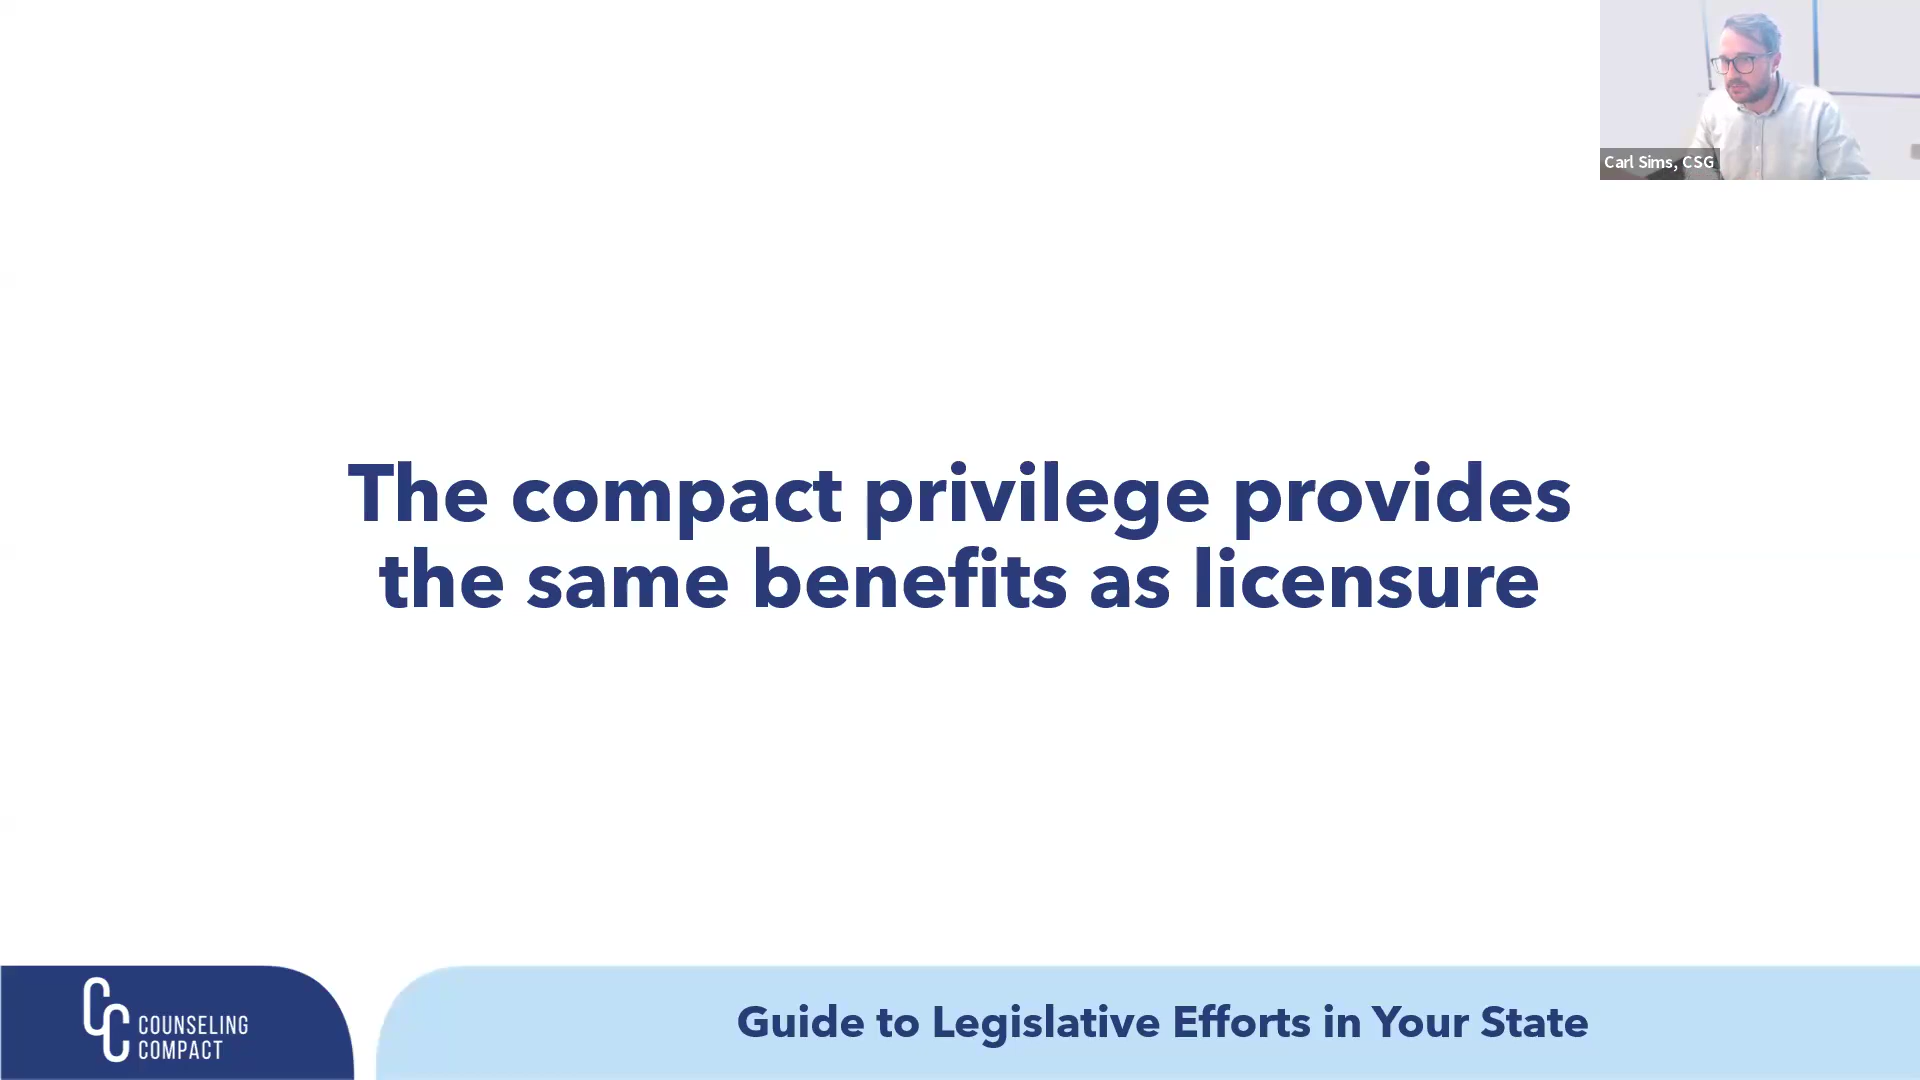 Carl Sims, CSG
The compact privilege provides
the same benefits as licensure
CC
COUNSELING
COMPACT
Guide to Legislative Efforts in Your State